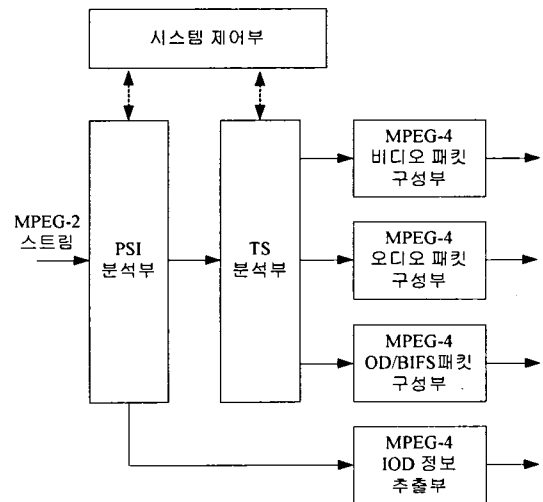 시스템 제어부
MPEG-2
스트림
PSI
분석부
TS
분석부
MPEG-4
비디오 패킷
구성부
MPEG-4
오디오 패킷
구성부
MPEG-4
OD/BIFS패킷
구성부
MPEG-4
IOD 정보
추출부